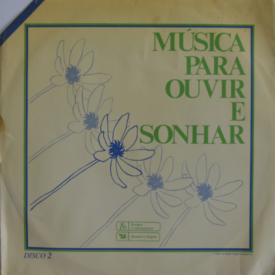 MÚSICA
PARA
OUVIR
E
SONHAR
DISCO 2